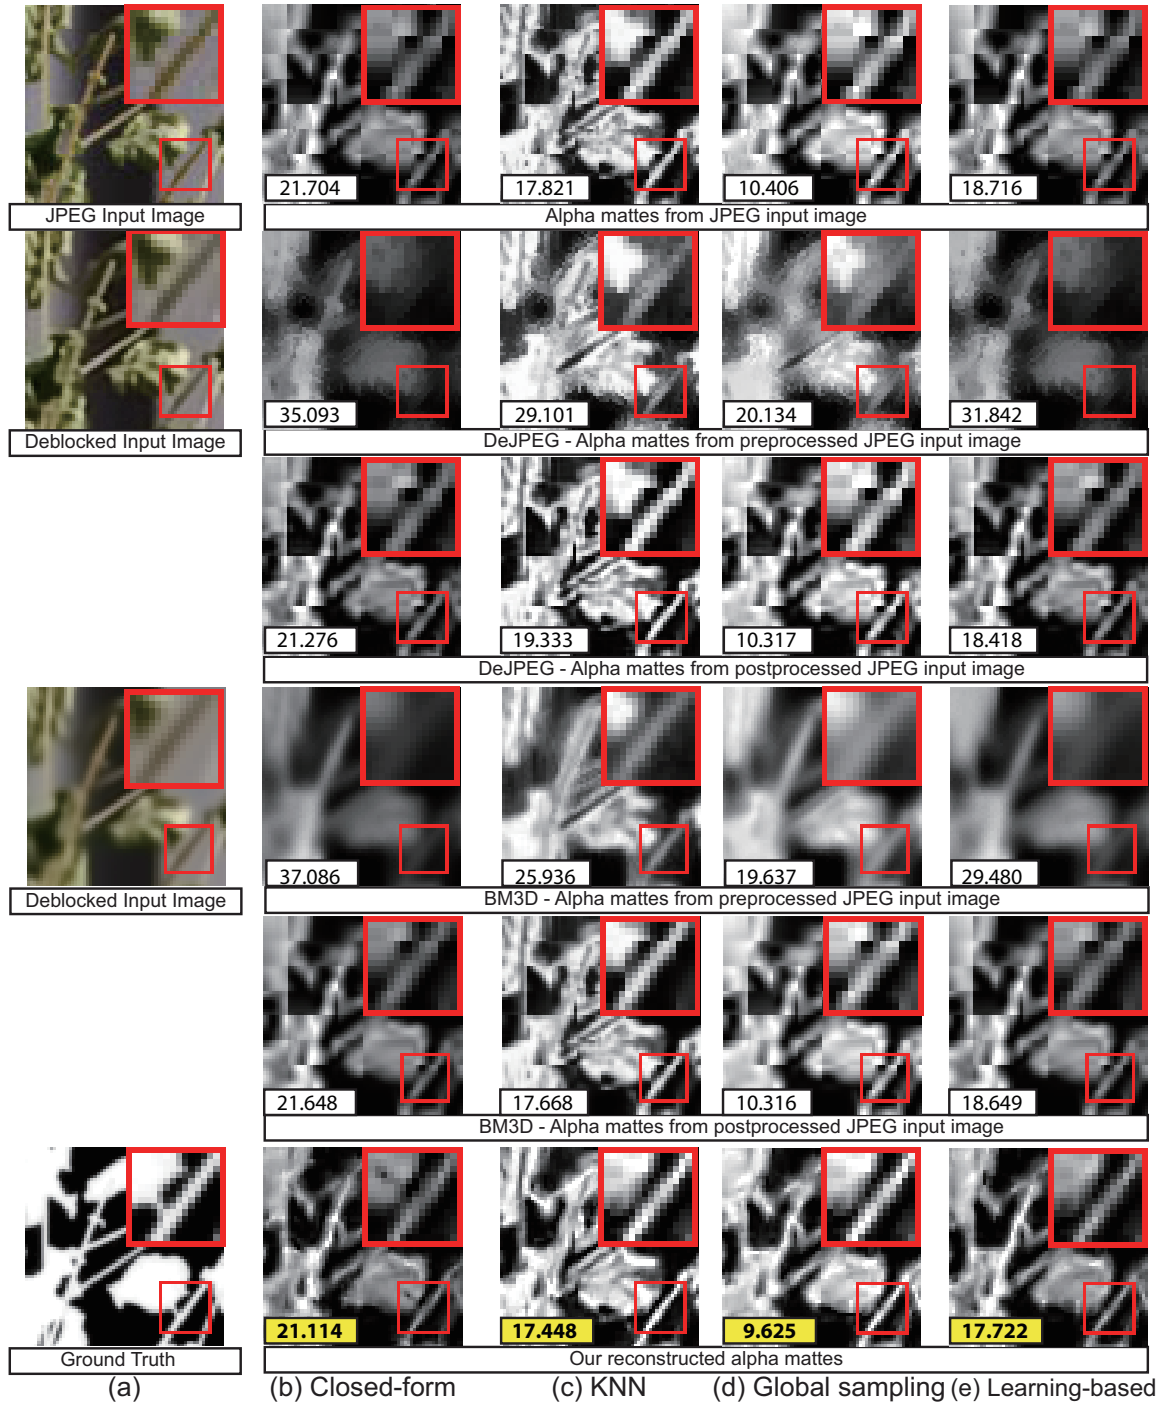 21.704
17.821
10.406
18.716
JPEG Input Image
Alpha mattes from JPEG input image
35.093
29.101
20.134
31.842
Deblocked Input Image
DeJPEG - Alpha mattes from preprocessed JPEG input image
21.276
19.333
10.317
18.418
DeJPEG - Alpha mattes from postprocessed JPEG input image
37.086
25.936
19.637
29.480
Deblocked Input Image
BM3D - Alpha mattes from preprocessed JPEG input image
21.648
17.668
10.316
18.649
BM3D - Alpha mattes from postprocessed JPEG input image
21.114
17.448
9.625
17.722
Ground Truth
Our reconstructed alpha mattes
(a)
(b) Closed-form
(c) KNN
(d) Global sampling
(e) Learning-based